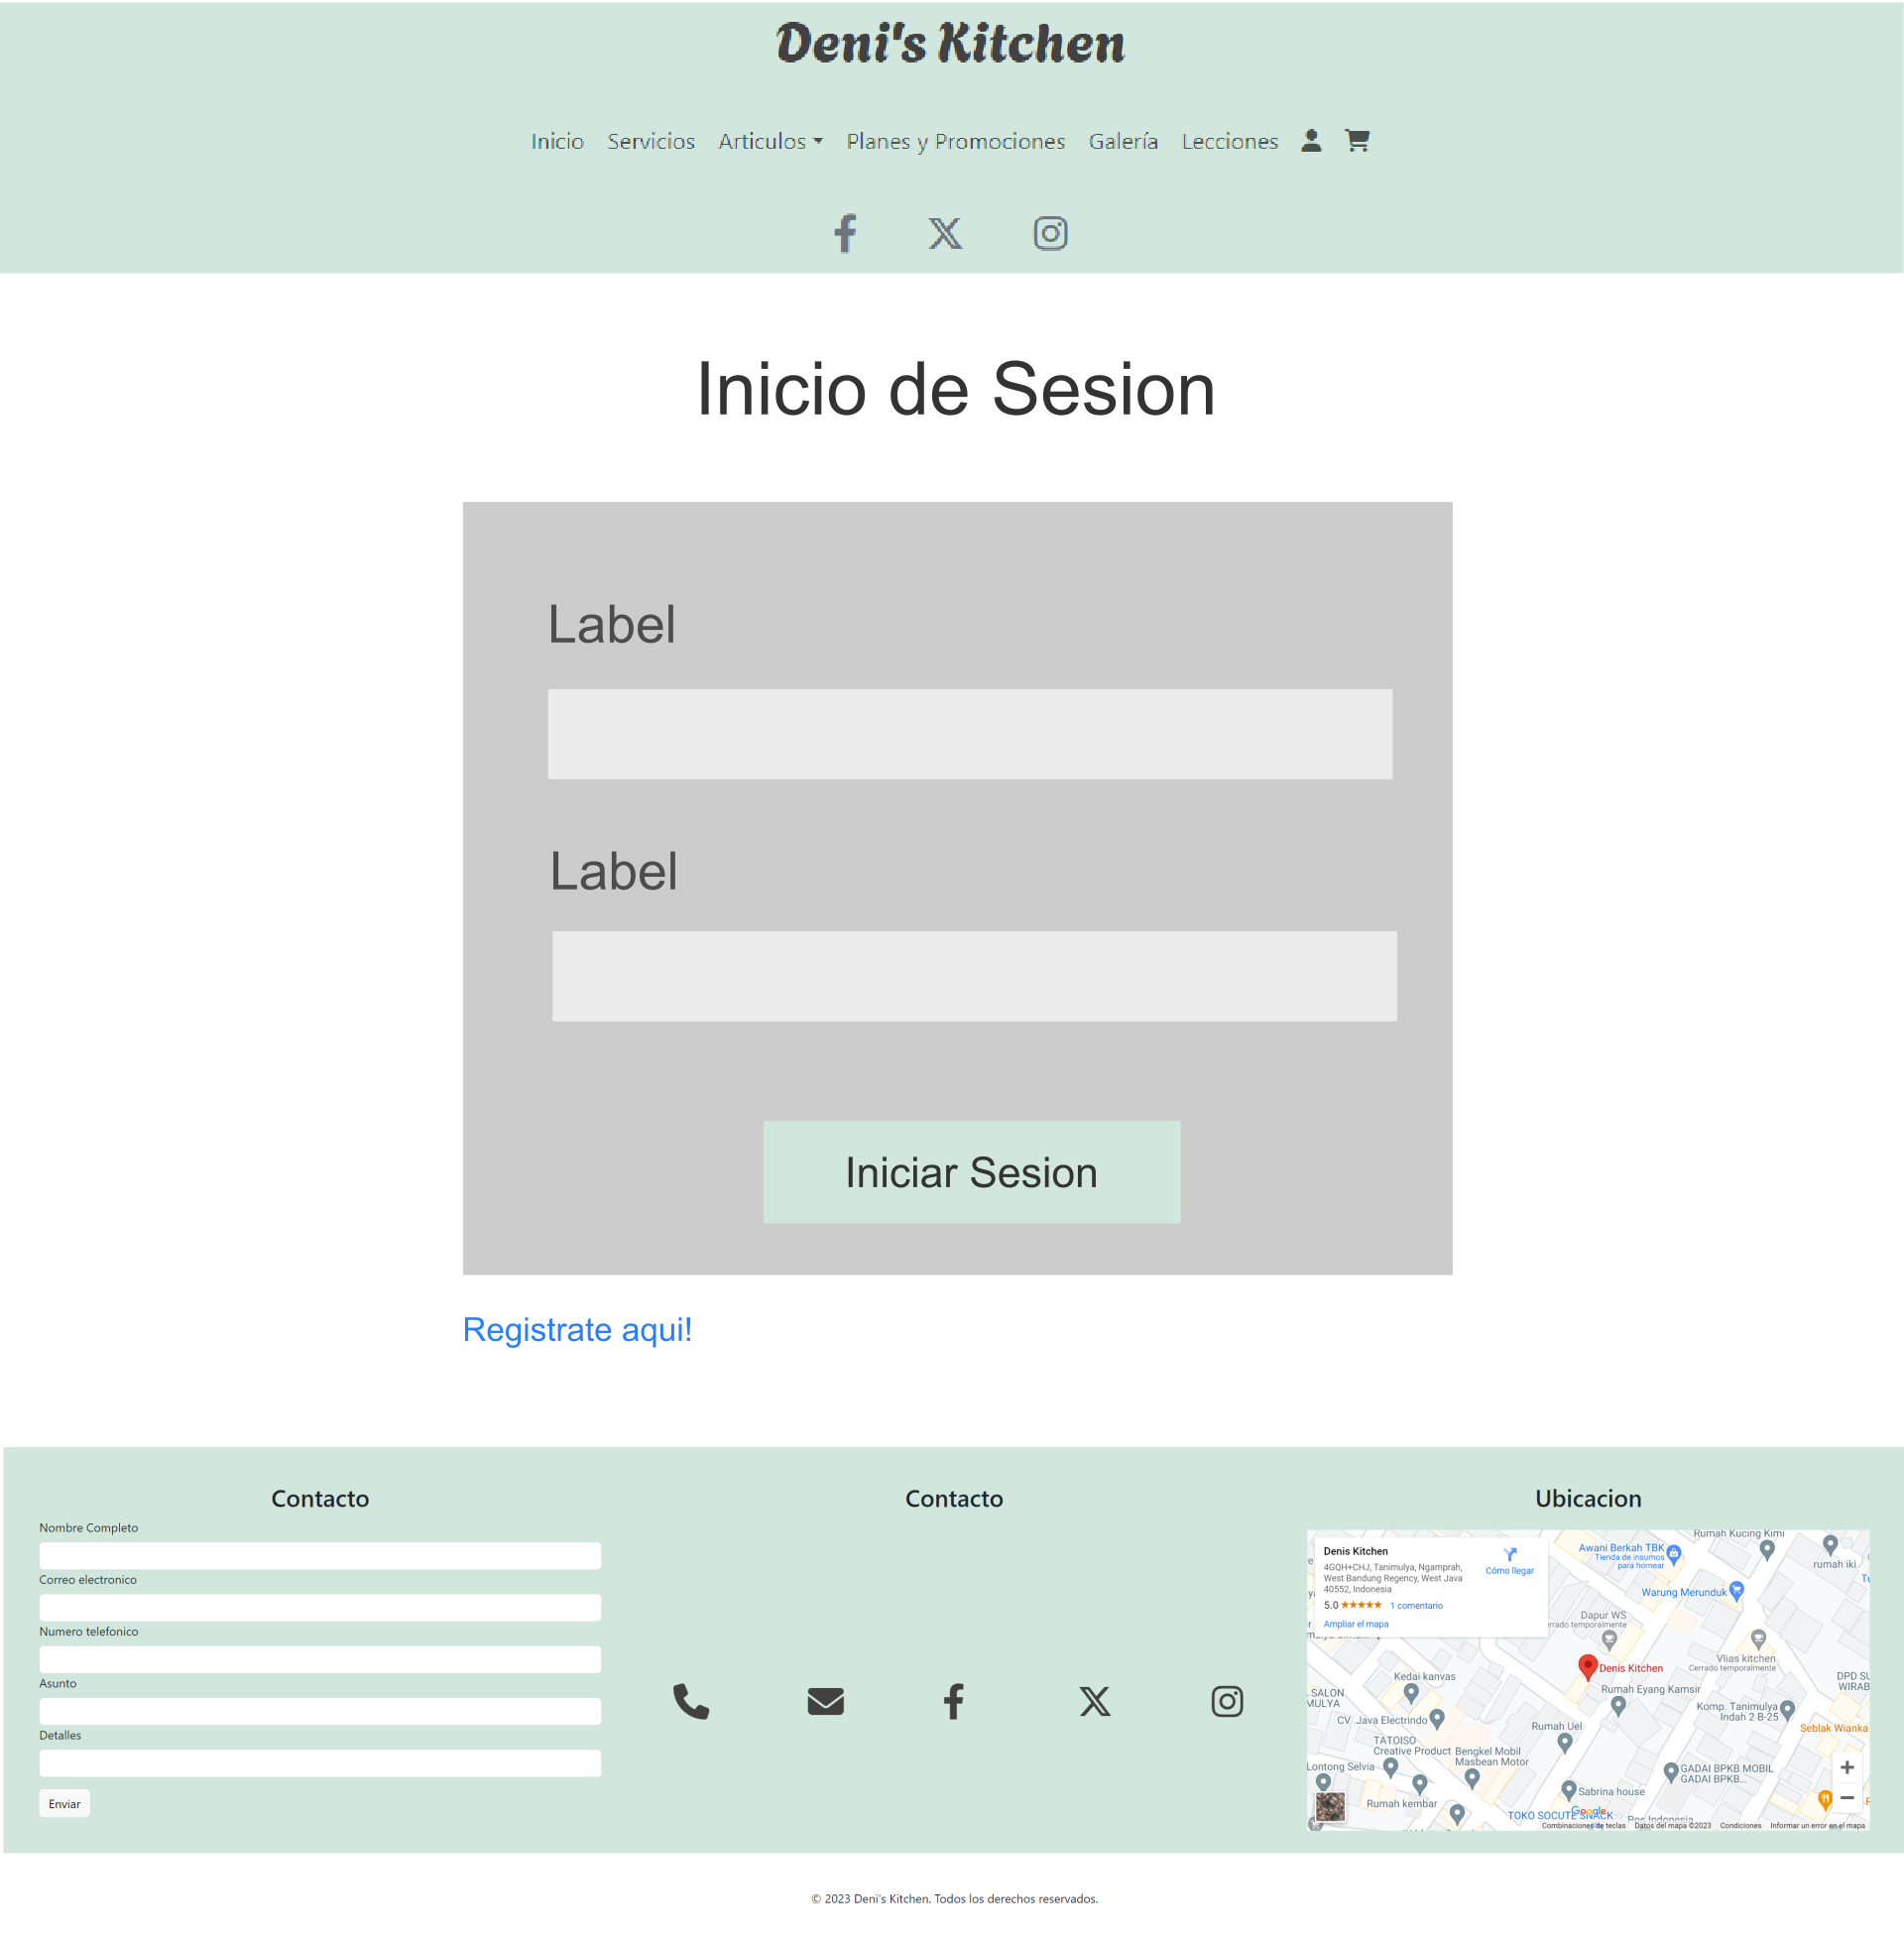 Deni's Kitchen
Inicio Servicios Articulos Planes y Promociones Galería Lecciones
Inicio de Sesion
Label
Label
Iniciar Sesion
Registrate aqui!
Contacto
Nombre Completo
Correo electronico
Numero telefonico
Asunto
Detalles
Enviar
Contacto
Ubicacion
Denis Kitchen
4GQH+CHJ, Tanimulya, Ngamprah,
West Bandung Regency, West Java
40552, Indonesia
5.0 ★★★★★ 1 comentario
Ampliar el mapa
Cómo llegar
Rumah Kucing Kimi
Awani Berkah TBK
Tienda de insumos
para hornear
rumah iki
Warung Merunduk
Dapur WS
errado temporalmente
Vlias kitchen
Cerrado temporalmente
Denis Kitchen
Kedai kanvas
Rumah Eyang Kamsir
DPD SU
WIRAB
SALON
MULYA
Komp. Tanimulya
Indah 2 B-25
CV. Java Electrindo
Rumah Uel
Seblak Wianka
TATOISO
Creative Product
Bengkel Mobil
Masbean Motor
Lontong Selvia
GADAI BPKB MOBIL
GADAI BPKB...
Sabrina house
Rumah kembar
TOKO SOCUTE SNACK
Google
Pos Indonesia
Combinaciones de teclas Datos del mapa ©2023 Condiciones Informar un error en el mapa
© 2023 Deni's Kitchen. Todos los derechos reservados.